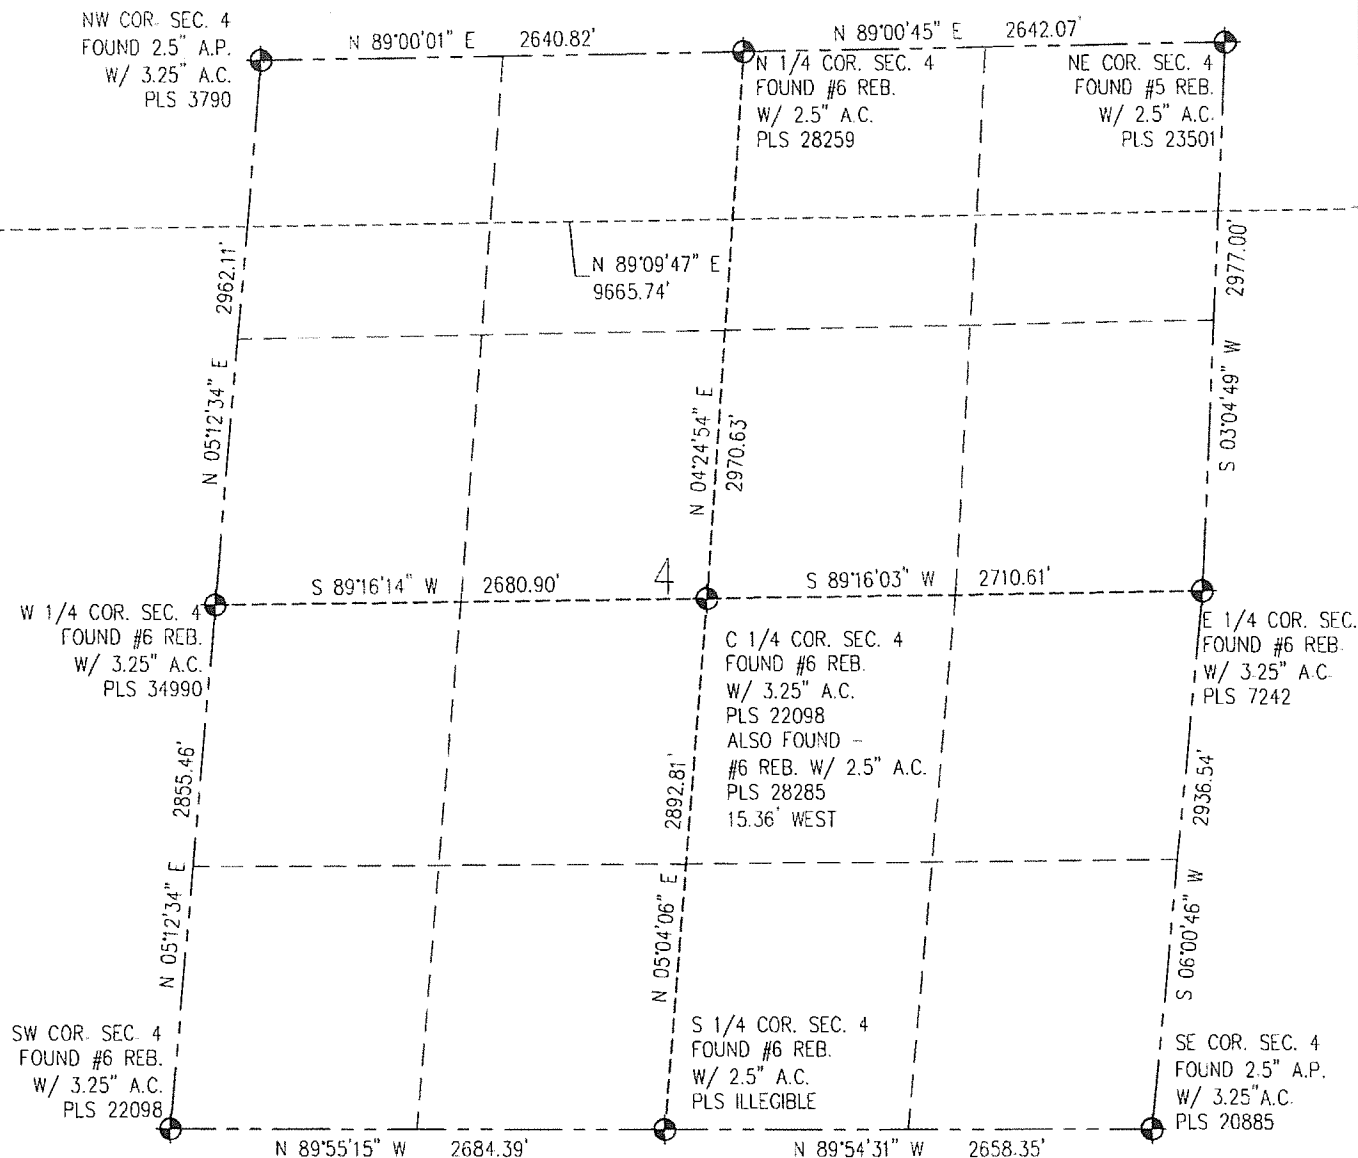 NW COR. SEC. 4
FOUND 2.5" A.P.
W/ 3.25" A.C.
PLS 3790
N 89°00'01" E 2640.82'
N 89°00'45" E 2642.07'
N 1/4 COR. SEC. 4
FOUND #6 REB.
W/ 2.5" A.C.
PLS 28259
NE COR. SEC. 4
FOUND #5 REB.
W/ 2.5" A.C.
PLS 23501
N 89°09'47" E
9665.74'
2962.11'
N 05°12'34" E
N 04°24'54" E
2970.63'
2977.00'
S 03°04'49" W
S 89°16'14" W 2680.90'
4
S 89°16'03" W 2710.61'
W 1/4 COR. SEC. 4
FOUND #6 REB.
W/ 3.25" A.C.
PLS 34990
C 1/4 COR. SEC. 4
FOUND #6 REB.
W/ 3.25" A.C.
PLS 22098
ALSO FOUND -
#6 REB. W/ 2.5" A.C.
PLS 28285
15.36' WEST
E 1/4 COR. SEC.
FOUND #6 REB.
W/ 3.25" A.C.
PLS 7242
2855.46'
N 05°12'34" E
2892.81'
N 05°04'06" E
2936.54'
S 06°00'46" W
SW COR. SEC. 4
FOUND #6 REB.
W/ 3.25" A.C.
PLS 22098
S 1/4 COR. SEC. 4
FOUND #6 REB.
W/ 2.5" A.C.
PLS ILLEGIBLE
SE COR. SEC. 4
FOUND 2.5" A.P.
W/ 3.25"A.C.
PLS 20885
N 89°55'15" W 2684.39'
N 89°54'31" W 2658.35'